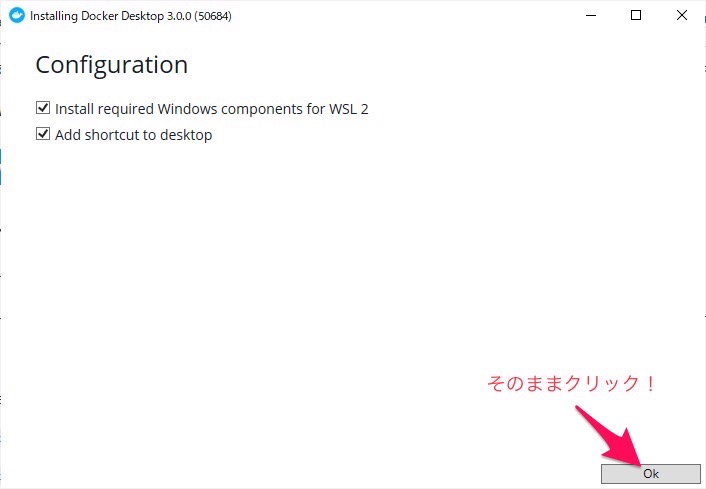 Installing Docker Desktop 3.0.0 (50684)
Configuration
Install required Windows components for WSL 2
Add shortcut to desktop
そのままクリック！
Ok